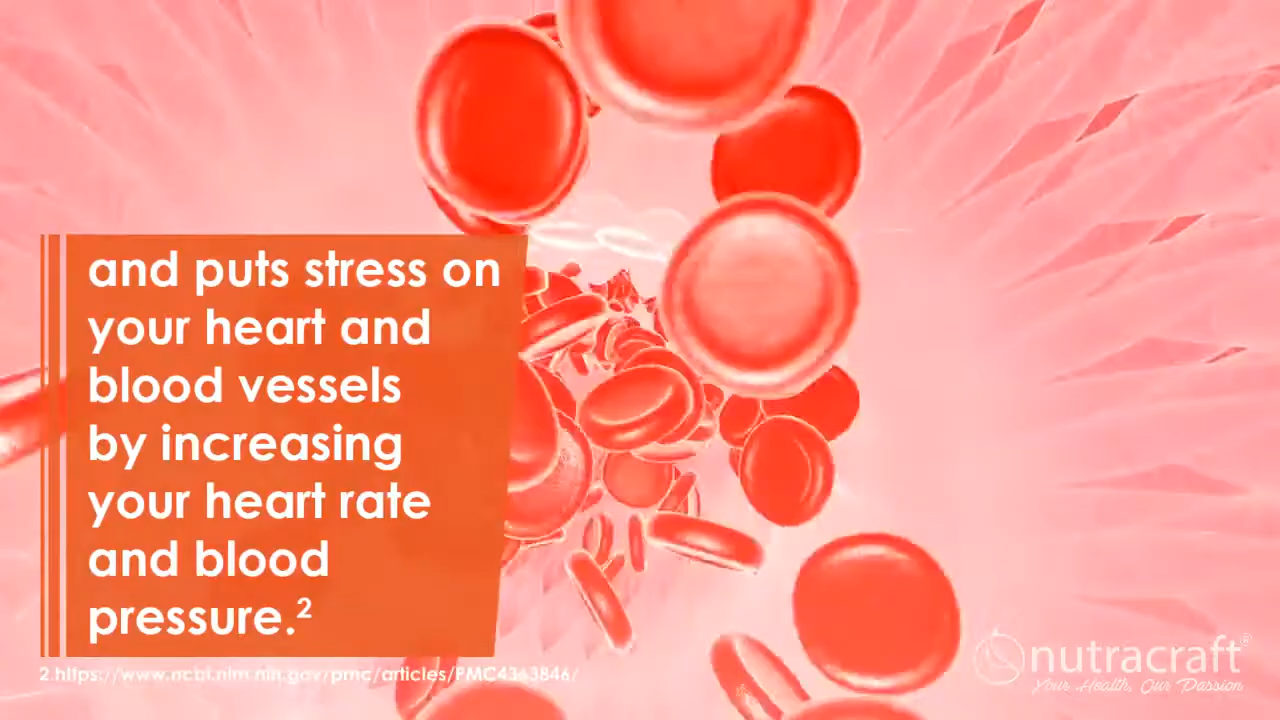 and puts stress on
your heart and
blood vessels
by increasing
your heart rate
and blood
pressure.²
2.https://www.ncbi.nlm.nih.gov/pmc/articles/PMC4363846/
nutracraft®
Your Health, Our Passion